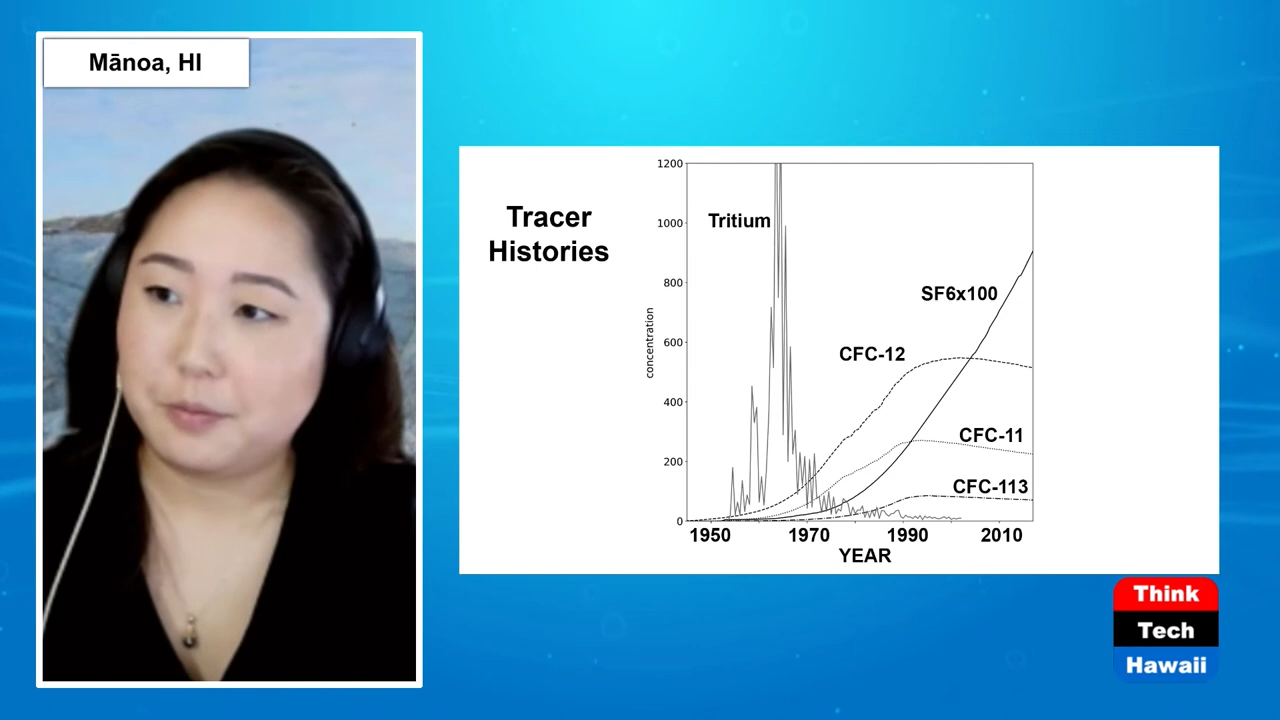 Mānoa, HI
Tracer
Histories
1200
1000
800
600
400
200
0
concentration
Tritium
SF6x100
CFC-12
CFC-11
CFC-113
1950 1970 1990 2010
YEAR
Think
Tech
Hawaii